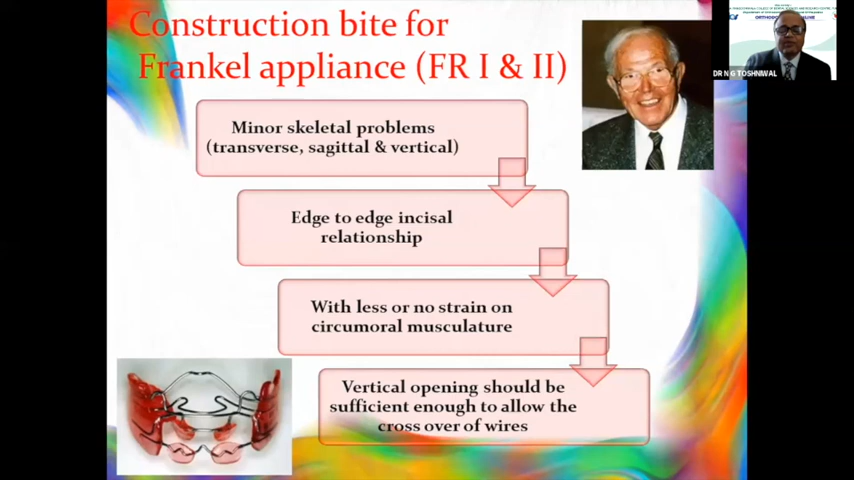 Construction bite for
Frankel appliance (FR I & II)
Minor skeletal problems
(transverse, sagittal & vertical)
Edge to edge incisal
relationship
With less or no strain on
circumoral musculature
Vertical opening should be
sufficient enough to allow the
cross over of wires
DR N G TOSHNIWAL